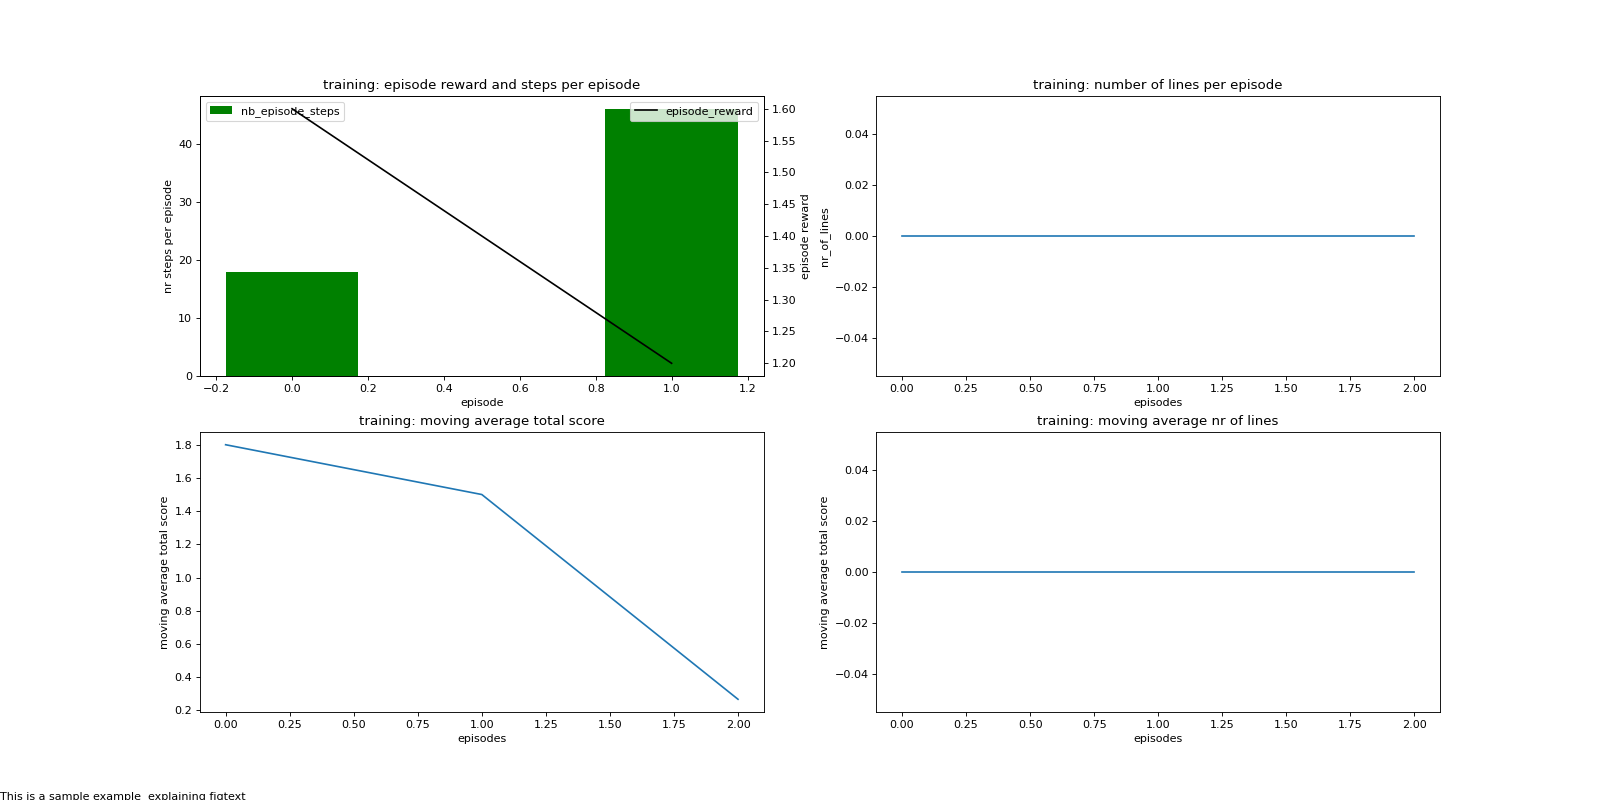 training: episode reward and steps per episode
nb_episode_steps
episode_reward
nr steps per episode
0
10
20
30
40
episode reward
1.20
1.25
1.30
1.35
1.40
1.45
1.50
1.55
1.60
−0.2 0.0 0.2 0.4 0.6 0.8 1.0 1.2
episode
training: number of lines per episode
nr_of_lines
0.04
0.02
0.00
−0.02
−0.04
0.00 0.25 0.50 0.75 1.00 1.25 1.50 1.75 2.00
episodes
training: moving average total score
moving average total score
1.8
1.6
1.4
1.2
1.0
0.8
0.6
0.4
0.2
0.00 0.25 0.50 0.75 1.00 1.25 1.50 1.75 2.00
episodes
training: moving average nr of lines
moving average total score
0.04
0.02
0.00
−0.02
−0.04
0.00 0.25 0.50 0.75 1.00 1.25 1.50 1.75 2.00
episodes
This is a sample example explaining figtext